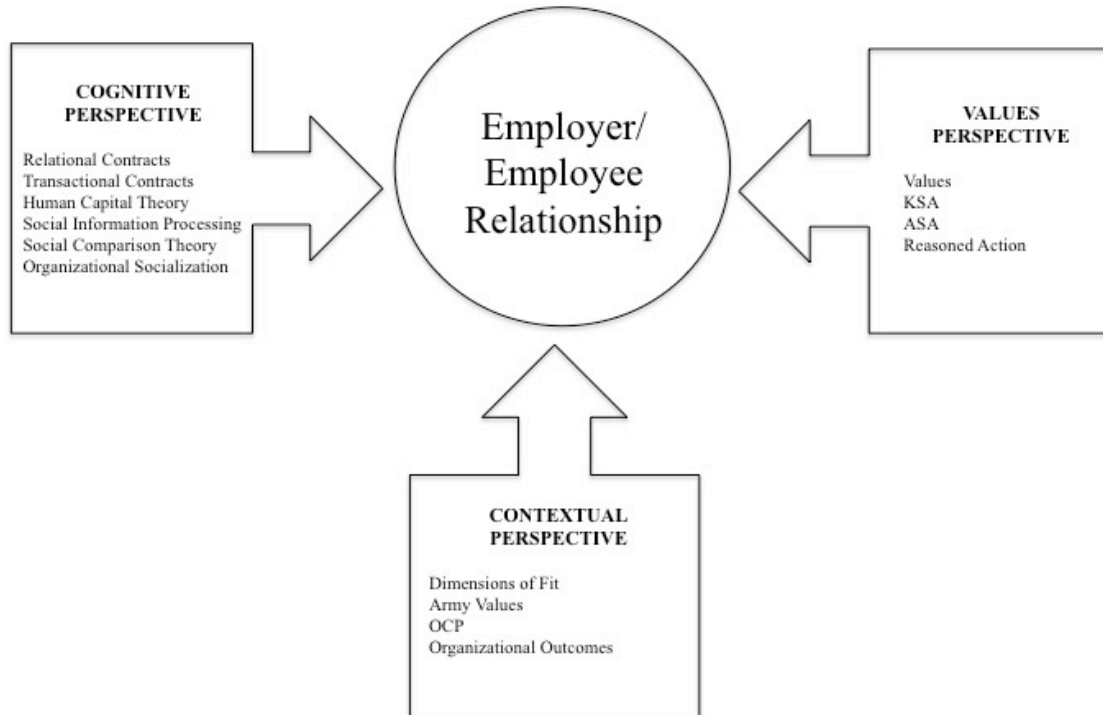 COGNITIVE
PERSPECTIVE
Relational Contracts
Transactional Contracts
Human Capital Theory
Social Information Processing
Social Comparison Theory
Organizational Socialization
Employer/
Employee
Relationship
VALUES
PERSPECTIVE
Values
KSA
ASA
Reasoned Action
CONTEXTUAL
PERSPECTIVE
Dimensions of Fit
Army Values
OCP
Organizational Outcomes